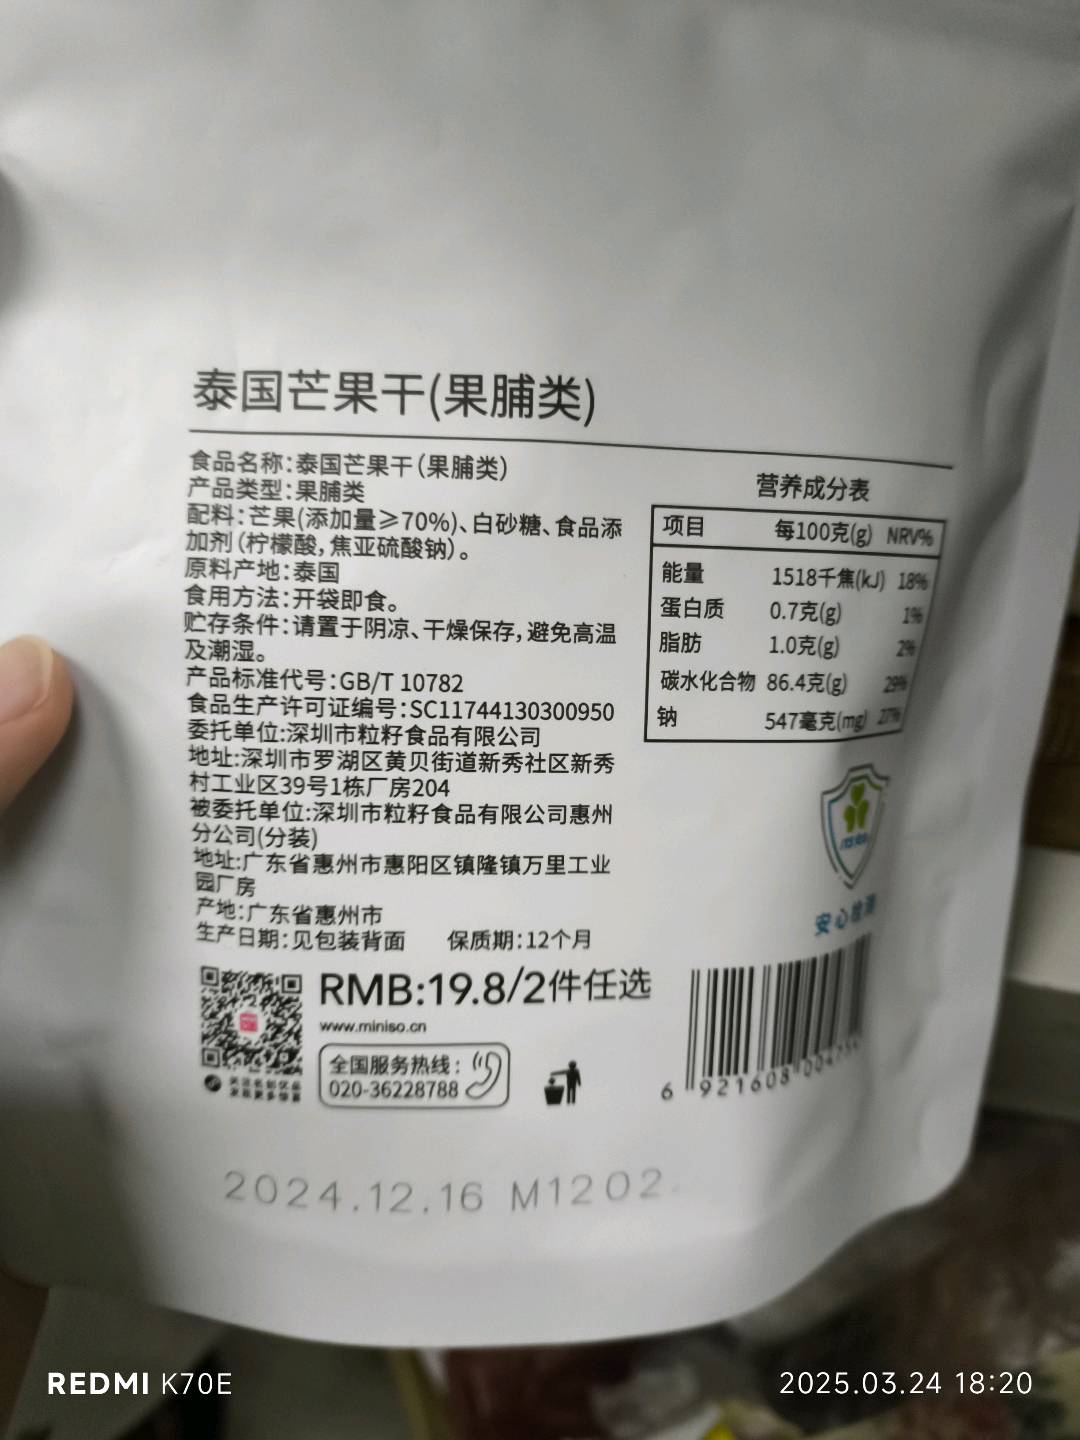 泰国芒果干(果脯类)
食品名称:泰国芒果干(果脯类)
产品类型:果脯类
配料:芒果(添加量≥70%)、白砂糖、食品添
加剂(柠檬酸,焦亚硫酸钠)。
原料产地:泰国
食用方法:开袋即食。
贮存条件:请置于阴凉、干燥保存,避免高温
及潮湿。
产品标准代号:GB/T 10782
食品生产许可证编号:SC11744130300950
委托单位:深圳市粒籽食品有限公司
地址:深圳市罗湖区黄贝街道新秀社区新秀
村工业区39号1栋厂房204
被委托单位:深圳市粒籽食品有限公司惠州
分公司(分装)
地址:广东省惠州市惠阳区镇隆镇万里工业
园厂房
产地:广东省惠州市
生产日期:见包装背面 保质期:12个月
营养成分表
项目 每100克(g) NRV%
能量 1518千焦(kJ) 18%
蛋白质 0.7克(g) 1%
脂肪 1.0克(g) 2%
碳水化合物 86.4克(g) 29%
钠 547毫克(mg) 27%
安心检测
RMB:19.8/2件任选
www.miniso.cn
全国服务热线:
020-36228788
关注名创优品
发现更多惊喜
6 921608
2024.12.16 M1202
REDMI K70E
2025.03.24 18:20